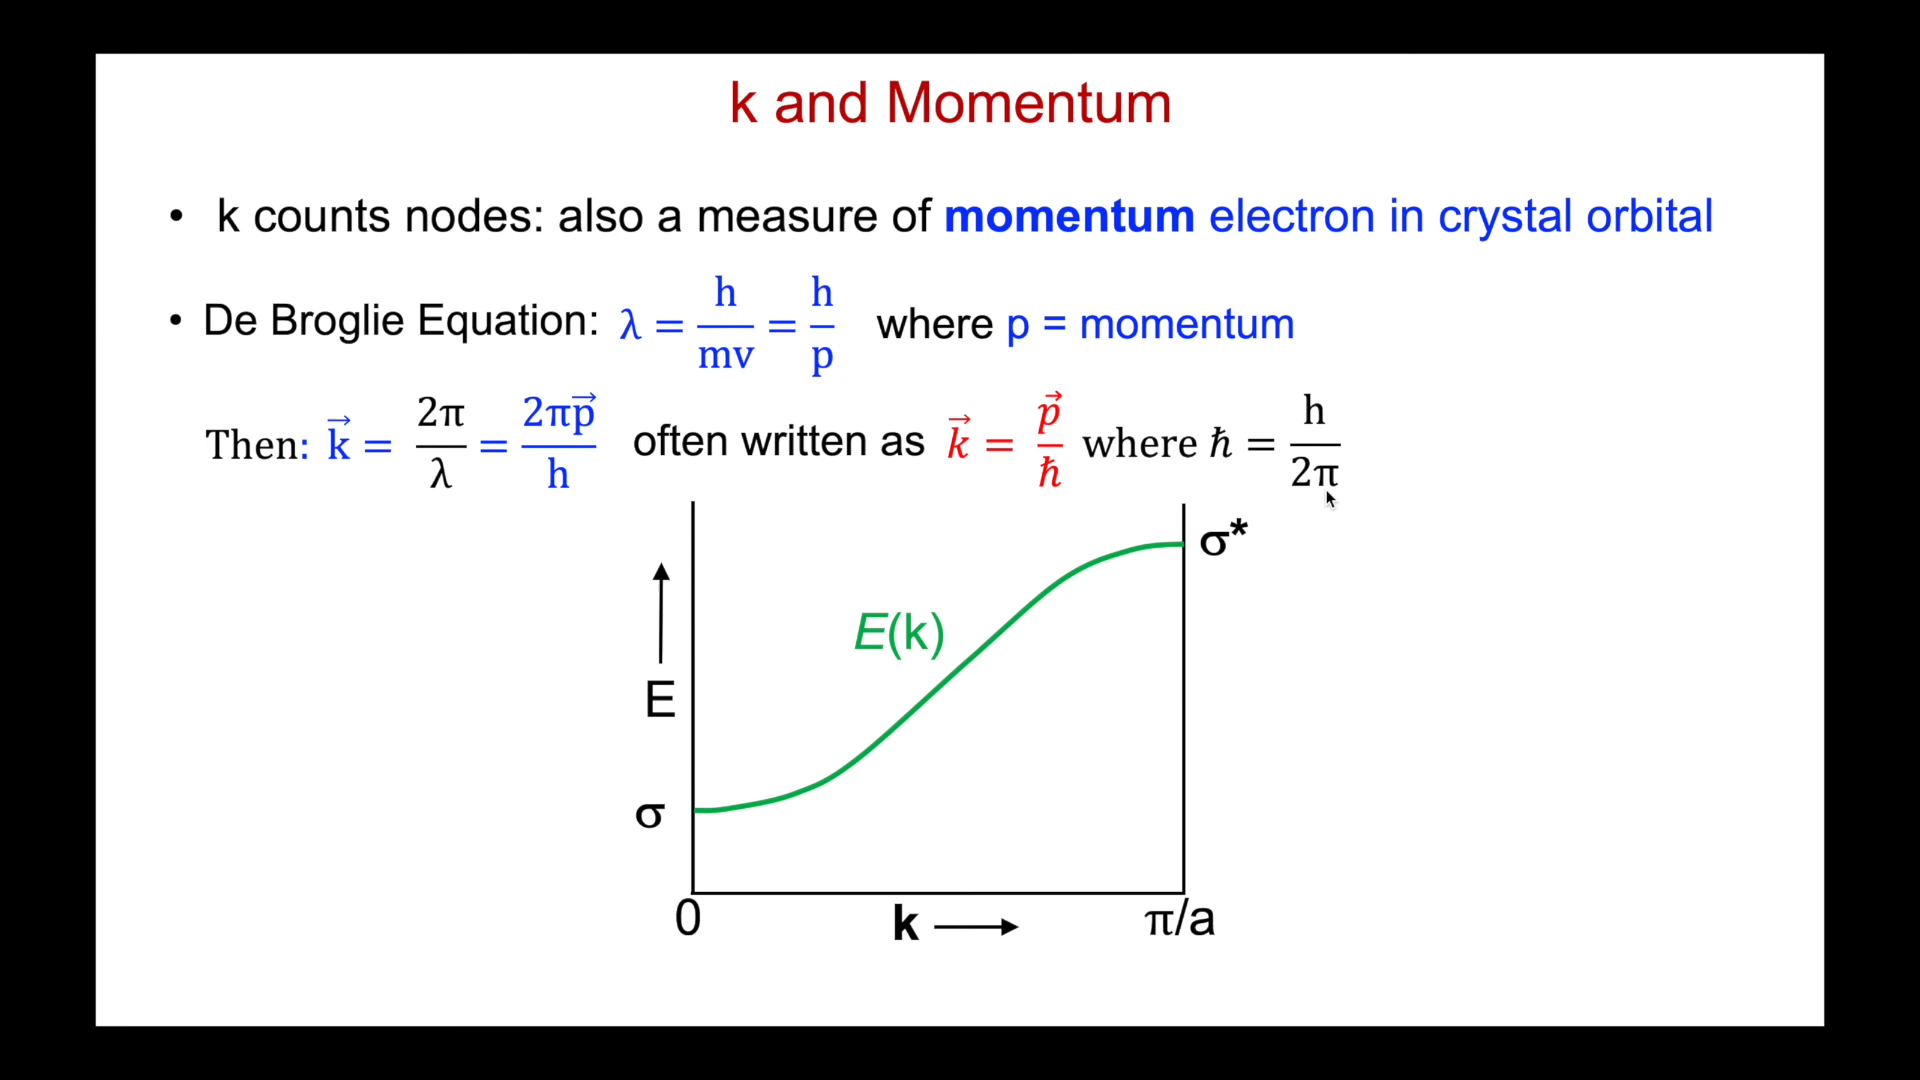 k and Momentum
• k counts nodes: also a measure of momentum electron in crystal orbital
• De Broglie Equation: λ = h/mv = h/p where p = momentum
Then: k⃗ = 2π/λ = 2πp⃗/h often written as k⃗ = p⃗/ħ where ħ = h/2π
σ*
E(k)
E
σ
0 k π/a